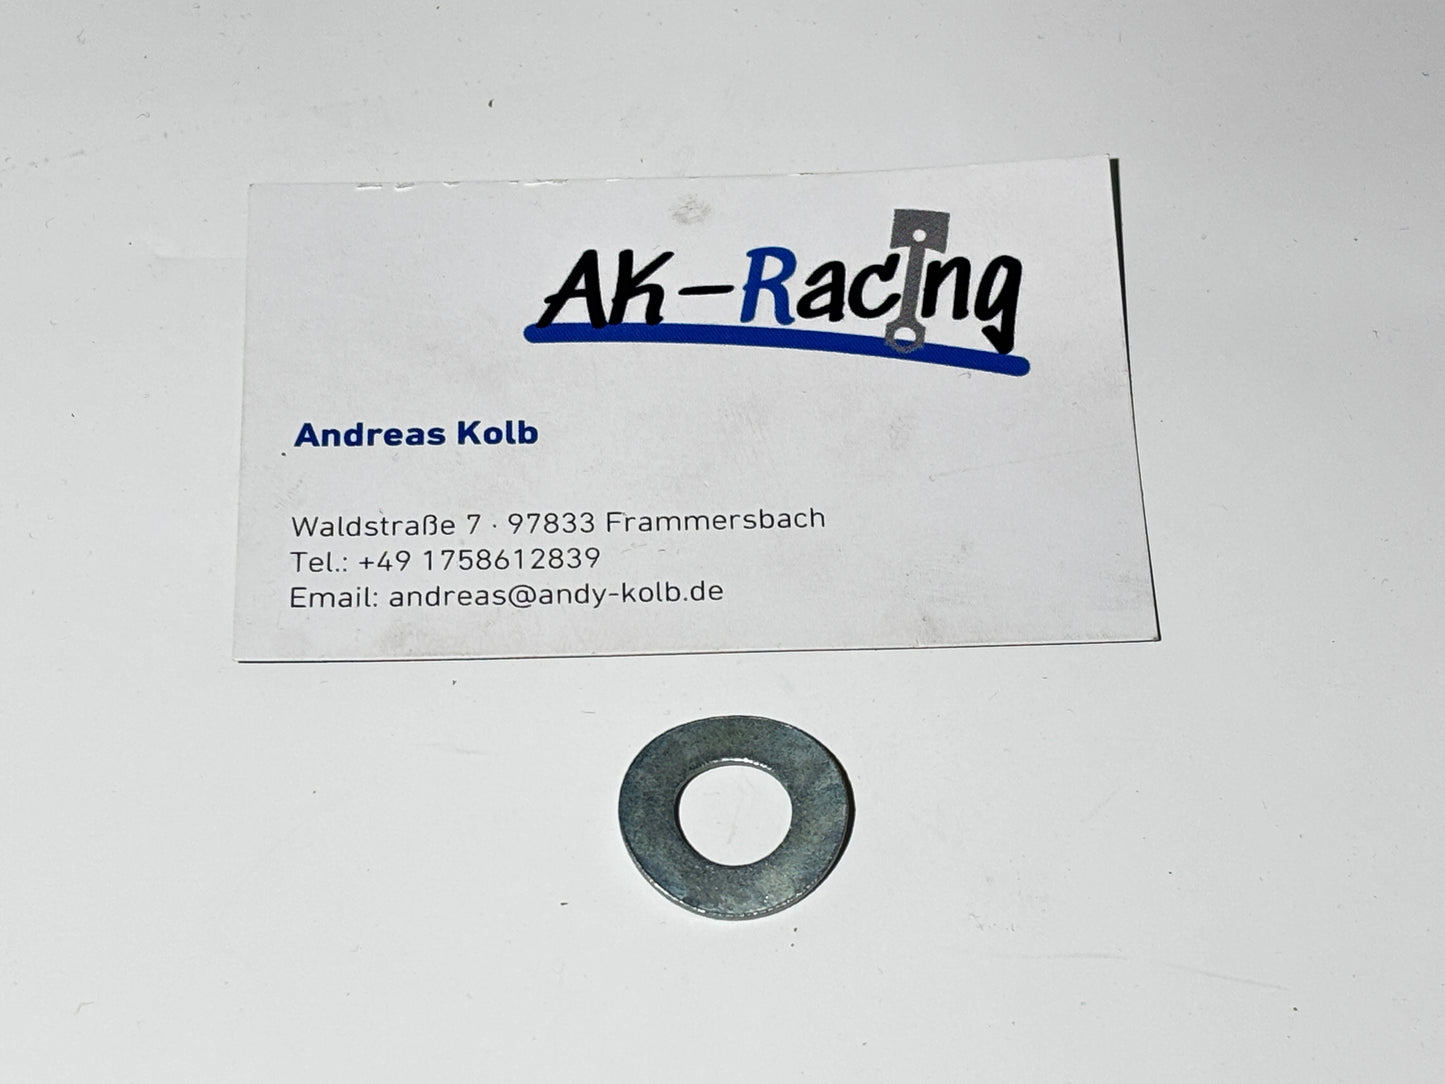 AK-Racing
Andreas Kolb
Waldstraße 7 · 97833 Frammersbach
Tel.: +49 1758612839
Email: andreas@andy-kolb.de